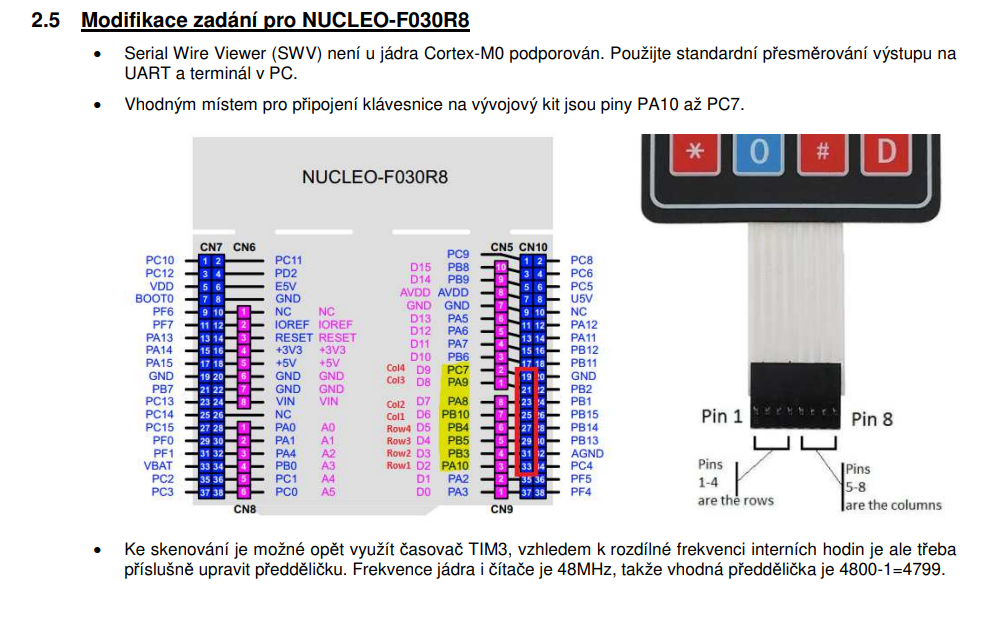 2.5 Modifikace zadání pro NUCLEO-F030R8
• Serial Wire Viewer (SWV) není u jádra Cortex-M0 podporován. Použijte standardní přesměrování výstupu na
UART a terminál v PC.
• Vhodným místem pro připojení klávesnice na vývojový kit jsou piny PA10 až PC7.
NUCLEO-F030R8
CN7 CN6 CN5 CN10
PC9 1 2 PC8
PC10 1 2 PC11 D15 PB8 10 3 4 PC6
PC12 3 4 PD2 D14 PB9 9 5 6 PC5
VDD 5 6 E5V AVDD AVDD 8 7 8 U5V
BOOT0 7 8 GND GND GND 7 9 10 NC
PF6 9 10 1 NC NC D13 PA5 6 11 12 PA12
PF7 11 12 2 IOREF IOREF D12 PA6 5 13 14 PA11
PA13 13 14 3 RESET RESET D11 PA7 4 15 16 PB12
PA14 15 16 4 +3V3 +3V3 D10 PB6 3 17 18 PB11
PA15 17 18 5 +5V +5V Col4 D9 PC7 2 19 20 GND
GND 19 20 6 GND GND Col3 D8 PA9 1 21 PB2
PB7 21 22 7 GND GND
PC13 23 24 8 VIN VIN Col2 D7 PA8 8 23 24 PB1
PC14 25 26 NC Col1 D6 PB10 7 25 26 PB15
PC15 27 28 1 PA0 A0 Row4 D5 PB4 6 27 28 PB14
PF0 29 30 2 PA1 A1 Row3 D4 PB5 5 29 30 PB13
PF1 31 32 3 PA4 A2 Row2 D3 PB3 4 31 32 AGND
VBAT 33 34 4 PB0 A3 Row1 D2 PA10 3 33 34 PC4
PC2 35 36 5 PC1 A4 D1 PA2 2 35 36 PF5
PC3 37 38 6 PC0 A5 D0 PA3 1 37 38 PF4
CN8 CN9
* 0 # D
Pin 1 Pin 8
Pins
1-4
are the rows
Pins
5-8
are the columns
• Ke skenování je možné opět využít časovač TIM3, vzhledem k rozdílné frekvenci interních hodin je ale třeba
příslušně upravit předděličku. Frekvence jádra i čítače je 48MHz, takže vhodná předdělička je 4800-1=4799.